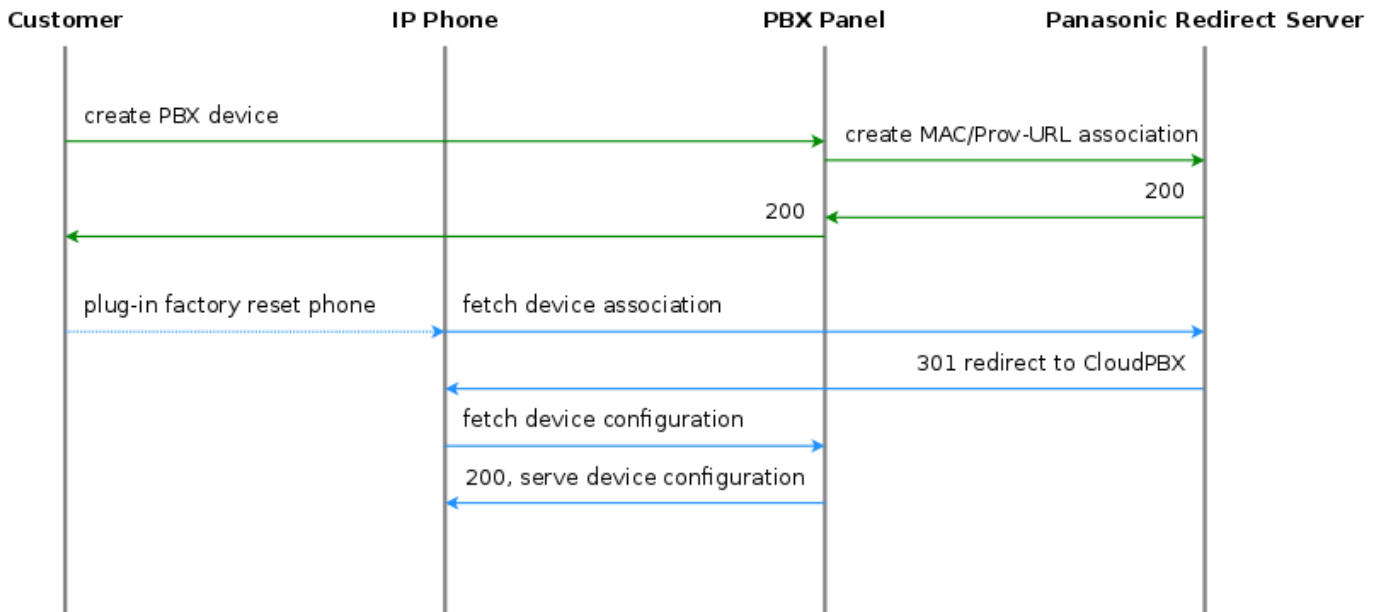 Customer
IP Phone
PBX Panel
Panasonic Redirect Server
create PBX device
create MAC/Prov-URL association
200
200
plug-in factory reset phone
fetch device association
301 redirect to CloudPBX
fetch device configuration
200, serve device configuration